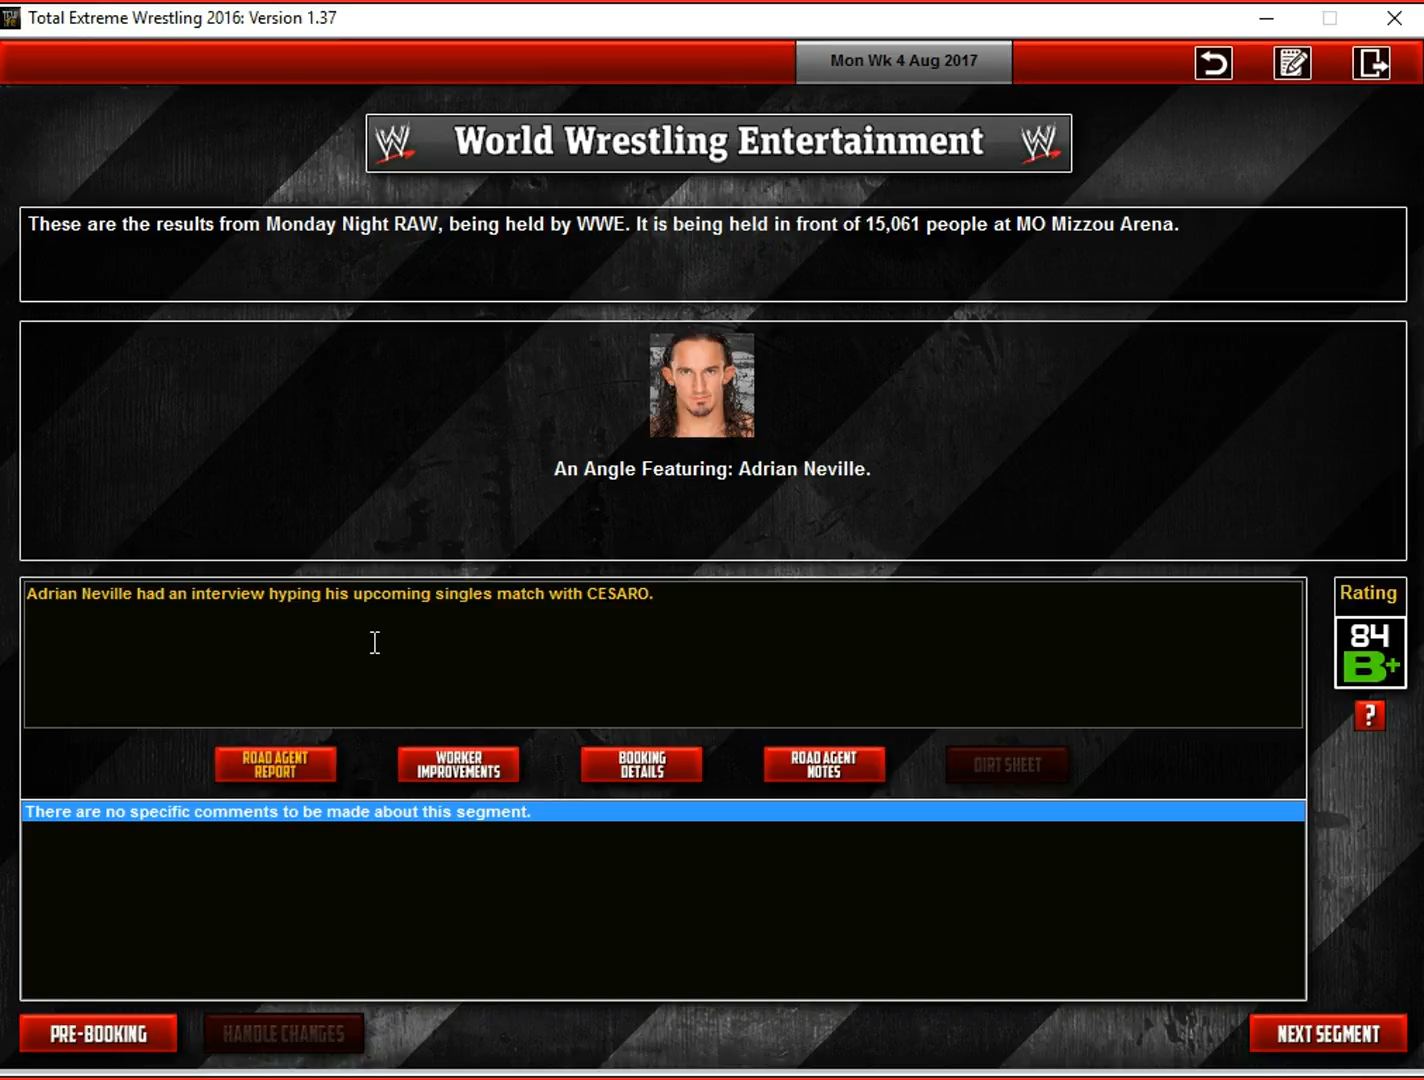 Total Extreme Wrestling 2016: Version 1.37
Mon Wk 4 Aug 2017
World Wrestling Entertainment
These are the results from Monday Night RAW, being held by WWE. It is being held in front of 15,061 people at MO Mizzou Arena.
An Angle Featuring: Adrian Neville.
Adrian Neville had an interview hyping his upcoming singles match with CESARO.
Rating
84
B+
?
ROAD AGENT REPORT
WORKER IMPROVEMENTS
BOOKING DETAILS
ROAD AGENT NOTES
DIRT SHEET
There are no specific comments to be made about this segment.
PRE-BOOKING
HANDLE CHANGES
NEXT SEGMENT